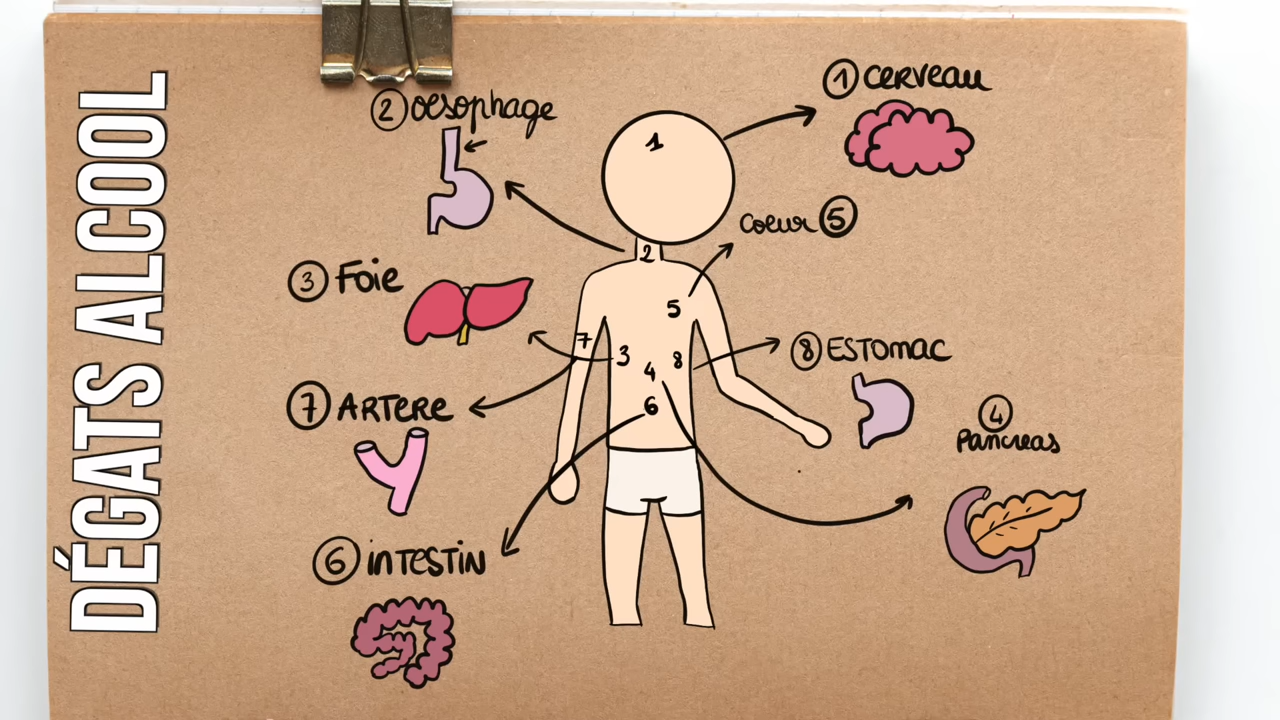 DÉGATS ALCOOL
1 cerveau
2 oesophage
coeur 5
3 Foie
8 ESTOMAC
7 ARTERE
4
Pancreas
6 inTESTiN
1
2
5
7
3
4
8
6